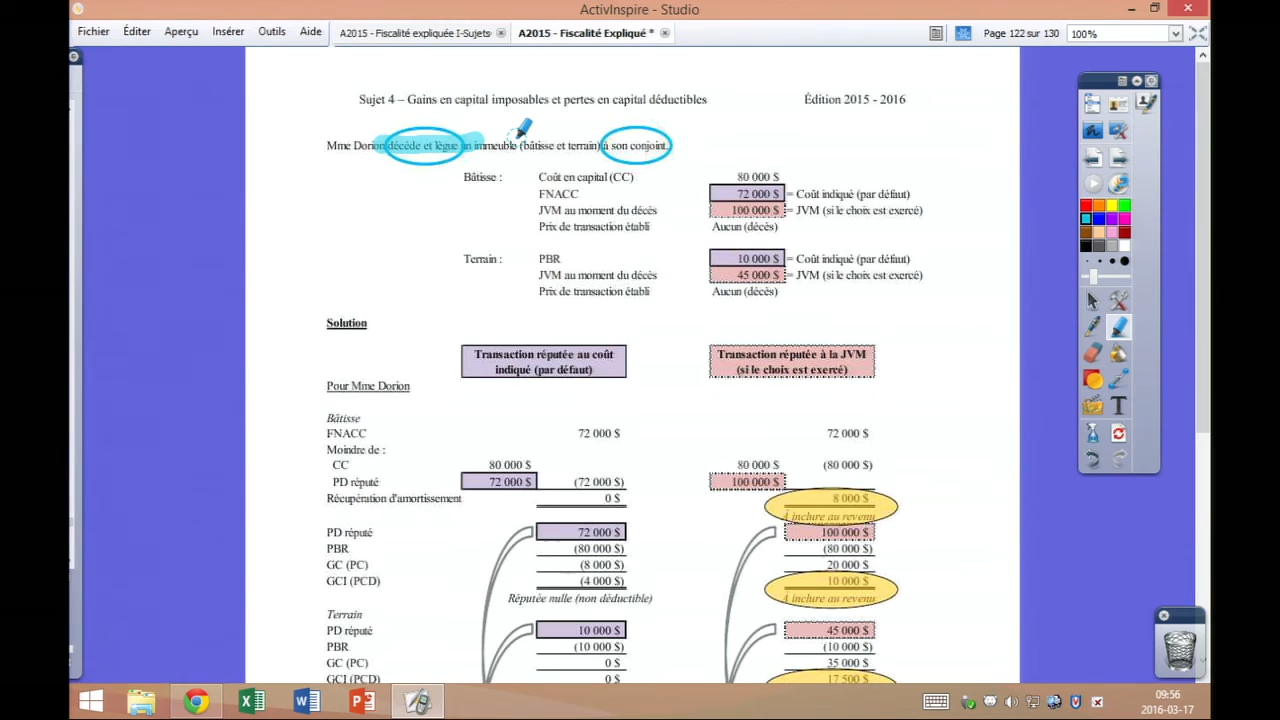 ActivInspire - Studio
Fichier Éditer Aperçu Insérer Outils Aide
A2015 - Fiscalité expliquée I-Sujets
A2015 - Fiscalité Expliqué *
Page 122 sur 130
100%
Sujet 4 – Gains en capital imposables et pertes en capital déductibles Édition 2015 - 2016
Mme Dorion décède et lègue un immeuble (bâtisse et terrain) à son conjoint.
Bâtisse : Coût en capital (CC) 80 000 $
FNACC 72 000 $ = Coût indiqué (par défaut)
JVM au moment du décès 100 000 $ = JVM (si le choix est exercé)
Prix de transaction établi Aucun (décès)
Terrain : PBR 10 000 $ = Coût indiqué (par défaut)
JVM au moment du décès 45 000 $ = JVM (si le choix est exercé)
Prix de transaction établi Aucun (décès)
Solution
Transaction réputée au coût Transaction réputée à la JVM
indiqué (par défaut) (si le choix est exercé)
Pour Mme Dorion
Bâtisse
FNACC 72 000 $ 72 000 $
Moindre de :
CC 80 000 $ 80 000 $ (80 000 $)
PD réputé 72 000 $ (72 000 $) 100 000 $
Récupération d'amortissement 0 $ 8 000 $
À inclure au revenu
PD réputé 72 000 $ 100 000 $
PBR (80 000 $) (80 000 $)
GC (PC) (8 000 $) 20 000 $
GCI (PCD) (4 000 $) 10 000 $
Réputée nulle (non déductible) À inclure au revenu
Terrain
PD réputé 10 000 $ 45 000 $
PBR (10 000 $) (10 000 $)
GC (PC) 0 $ 35 000 $
GCI (PCD) 0 $ 17 500 $
09:56
2016-03-17